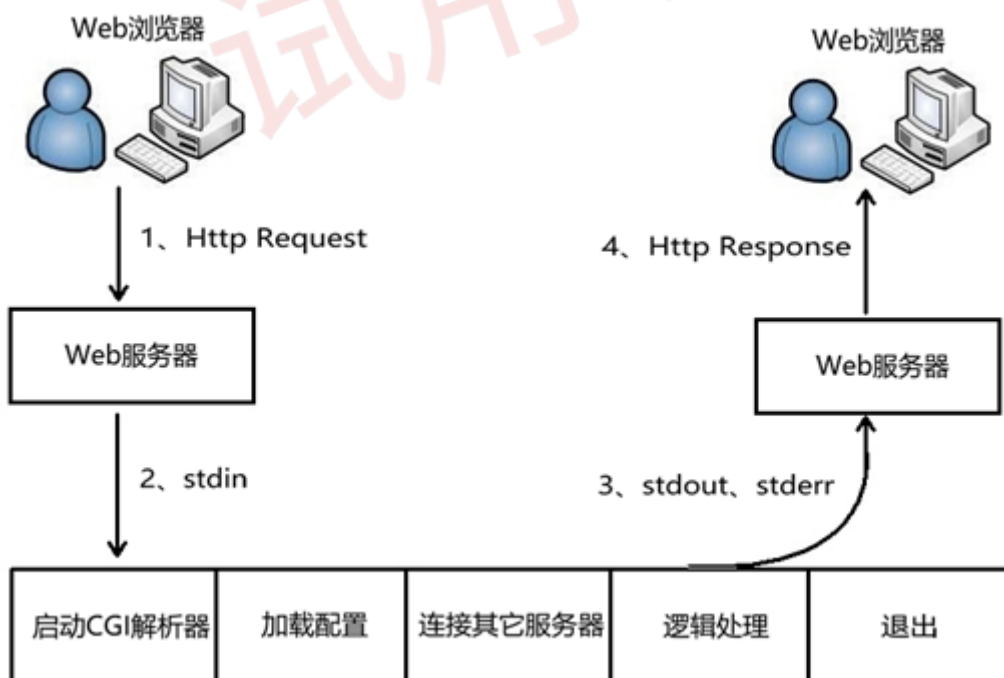 试用
Web浏览器
Web浏览器
1、Http Request
4、Http Response
Web服务器
Web服务器
2、stdin
3、stdout、stderr
启动CGI解析器
加载配置
连接其它服务器
逻辑处理
退出